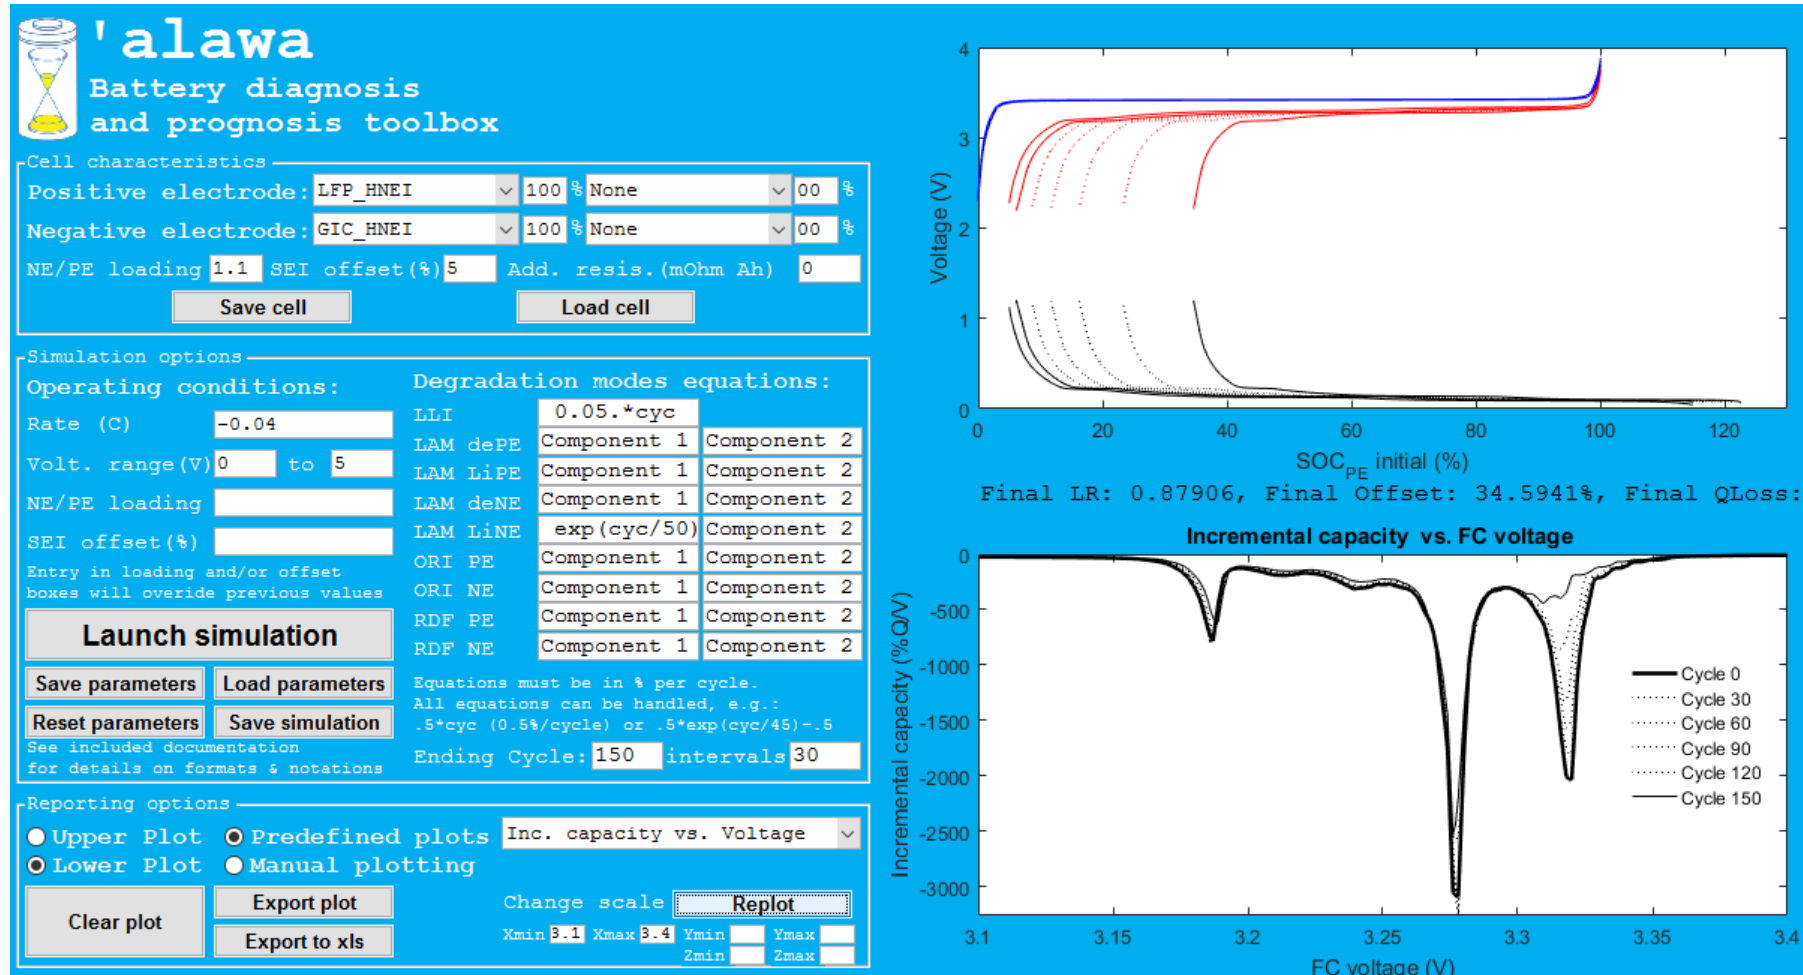 'alawa
Battery diagnosis
and prognosis toolbox
Cell characteristics
Positive electrode: LFP_HNEI 100 % None 00 %
Negative electrode: GIC_HNEI 100 % None 00 %
NE/PE loading 1.1 SEI offset(%) 5 Add. resis.(mOhm Ah) 0
Save cell Load cell
Simulation options
Operating conditions:
Rate (C) -0.04
Volt. range(V) 0 to 5
NE/PE loading
SEI offset(%)
Entry in loading and/or offset
boxes will overide previous values
Launch simulation
Save parameters Load parameters
Reset parameters Save simulation
See included documentation
for details on formats & notations
Degradation modes equations:
LLI 0.05.*cyc
LAM dePE Component 1 Component 2
LAM LiPE Component 1 Component 2
LAM deNE Component 1 Component 2
LAM LiNE exp(cyc/50) Component 2
ORI PE Component 1 Component 2
ORI NE Component 1 Component 2
RDF PE Component 1 Component 2
RDF NE Component 1 Component 2
Equations must be in % per cycle.
All equations can be handled, e.g.:
.5*cyc (0.5%/cycle) or .5*exp(cyc/45)-.5
Ending Cycle: 150 intervals 30
Reporting options
Upper Plot Predefined plots Inc. capacity vs. Voltage
Lower Plot Manual plotting
Clear plot
Export plot
Export to xls
Change scale Replot
Xmin 3.1 Xmax 3.4 Ymin Ymax
Zmin Zmax
4
3
2
1
0
Voltage (V)
0 20 40 60 80 100 120
SOCPE initial (%)
Final LR: 0.87906, Final Offset: 34.5941%, Final QLoss:
Incremental capacity vs. FC voltage
0
-500
-1000
-1500
-2000
-2500
-3000
Incremental capacity (%Q/V)
Cycle 0
Cycle 30
Cycle 60
Cycle 90
Cycle 120
Cycle 150
3.1 3.15 3.2 3.25 3.3 3.35 3.4
FC voltage (V)